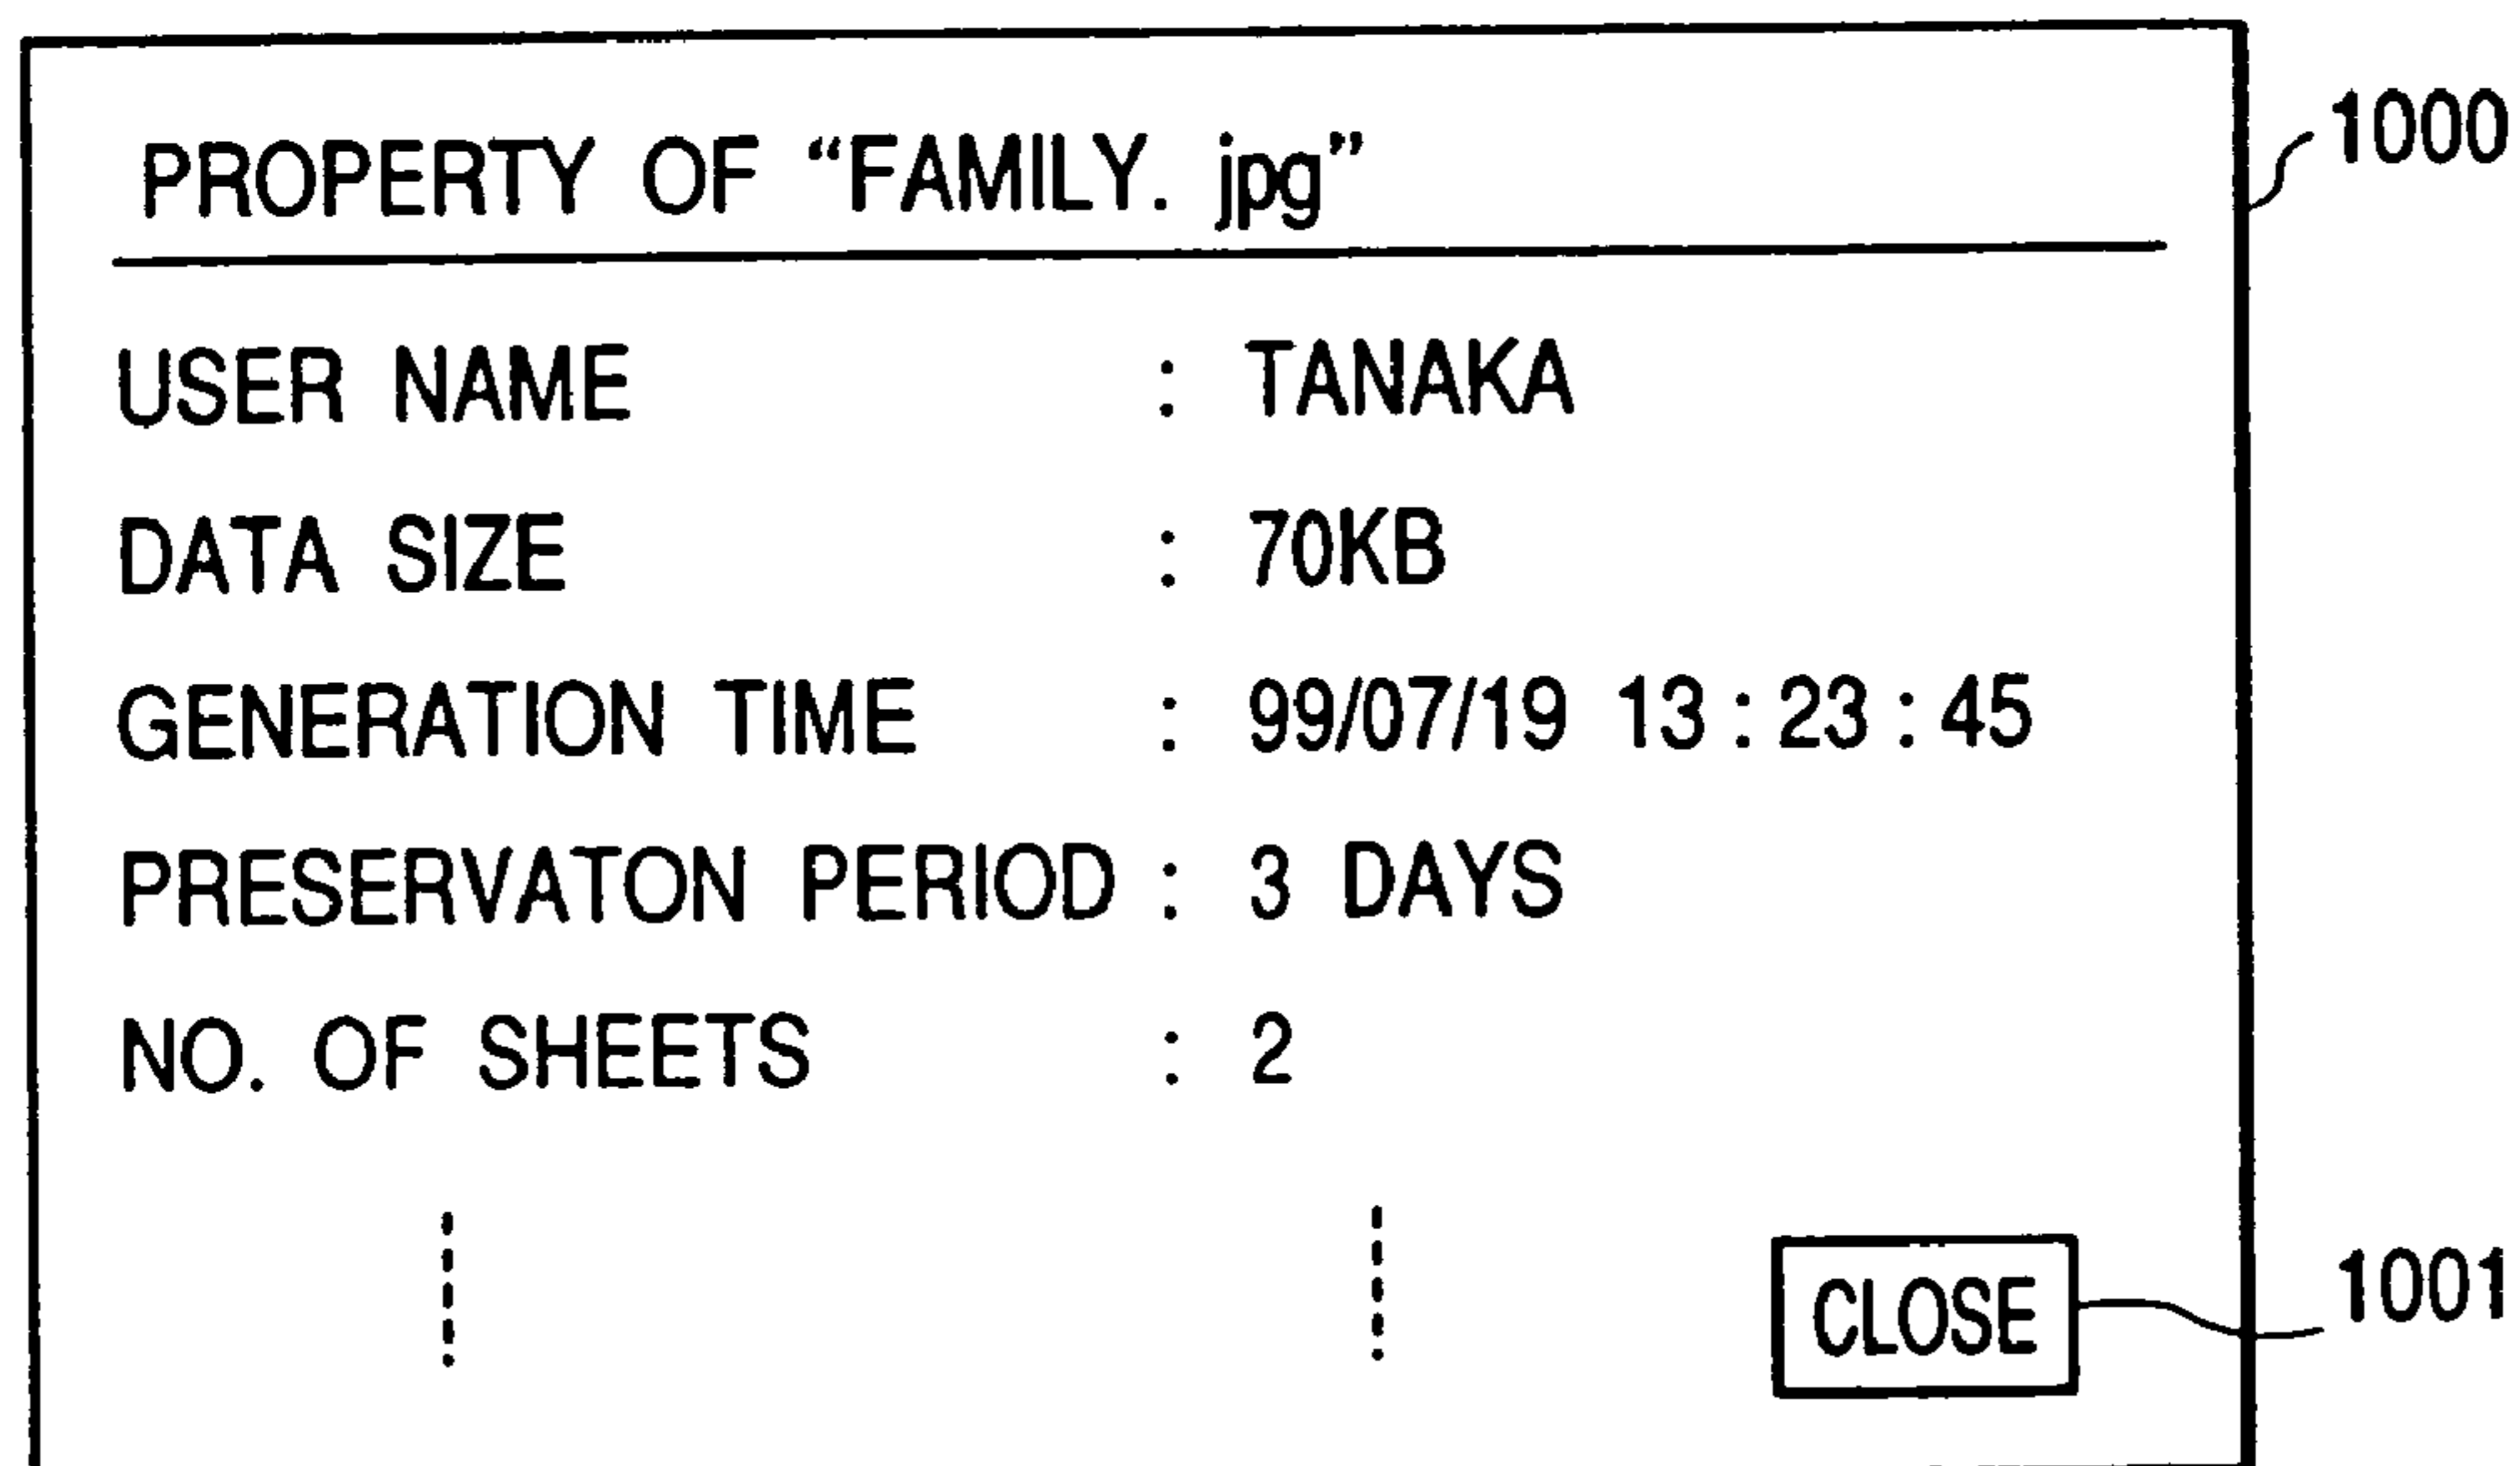 PROPERTY OF “FAMILY. jpg”
1000
USER NAME : TANAKA
DATA SIZE : 70KB
GENERATION TIME : 99/07/19 13 : 23 : 45
PRESERVATON PERIOD : 3 DAYS
NO. OF SHEETS : 2
CLOSE
1001